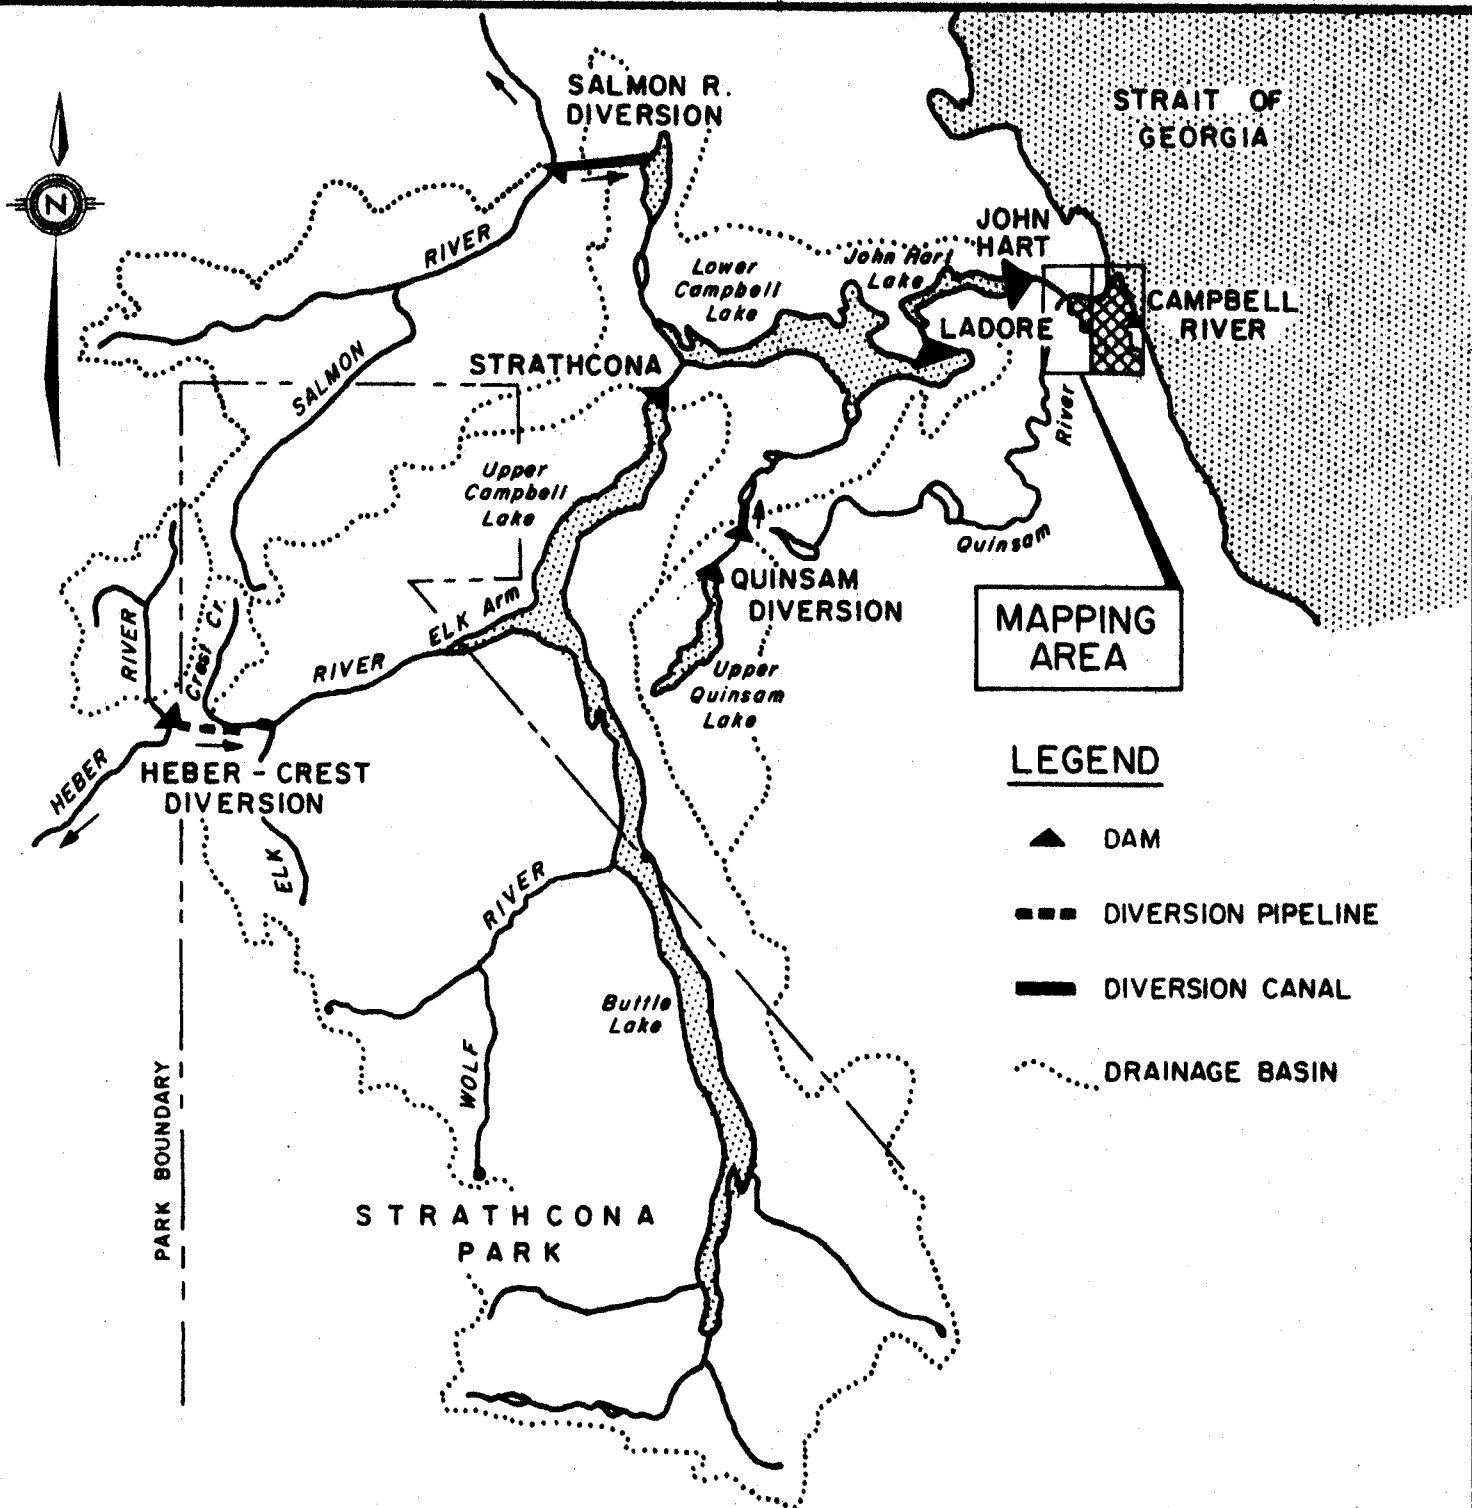 SALMON R.
DIVERSION
STRAIT OF
GEORGIA
N
JOHN
HART
RIVER
Lower
Campbell
Lake
John Hart
Lake
LADORE
CAMPBELL
RIVER
STRATHCONA
SALMON
River
Upper
Campbell
Lake
Quinsam
QUINSAM
DIVERSION
ELK Arm
Crest Cr.
RIVER
RIVER
MAPPING
AREA
Upper
Quinsam
Lake
HEBER
HEBER - CREST
DIVERSION
LEGEND
DAM
ELK
RIVER
DIVERSION PIPELINE
DIVERSION CANAL
Buttle
Lake
WOLF
DRAINAGE BASIN
PARK BOUNDARY
STRATHCONA
PARK